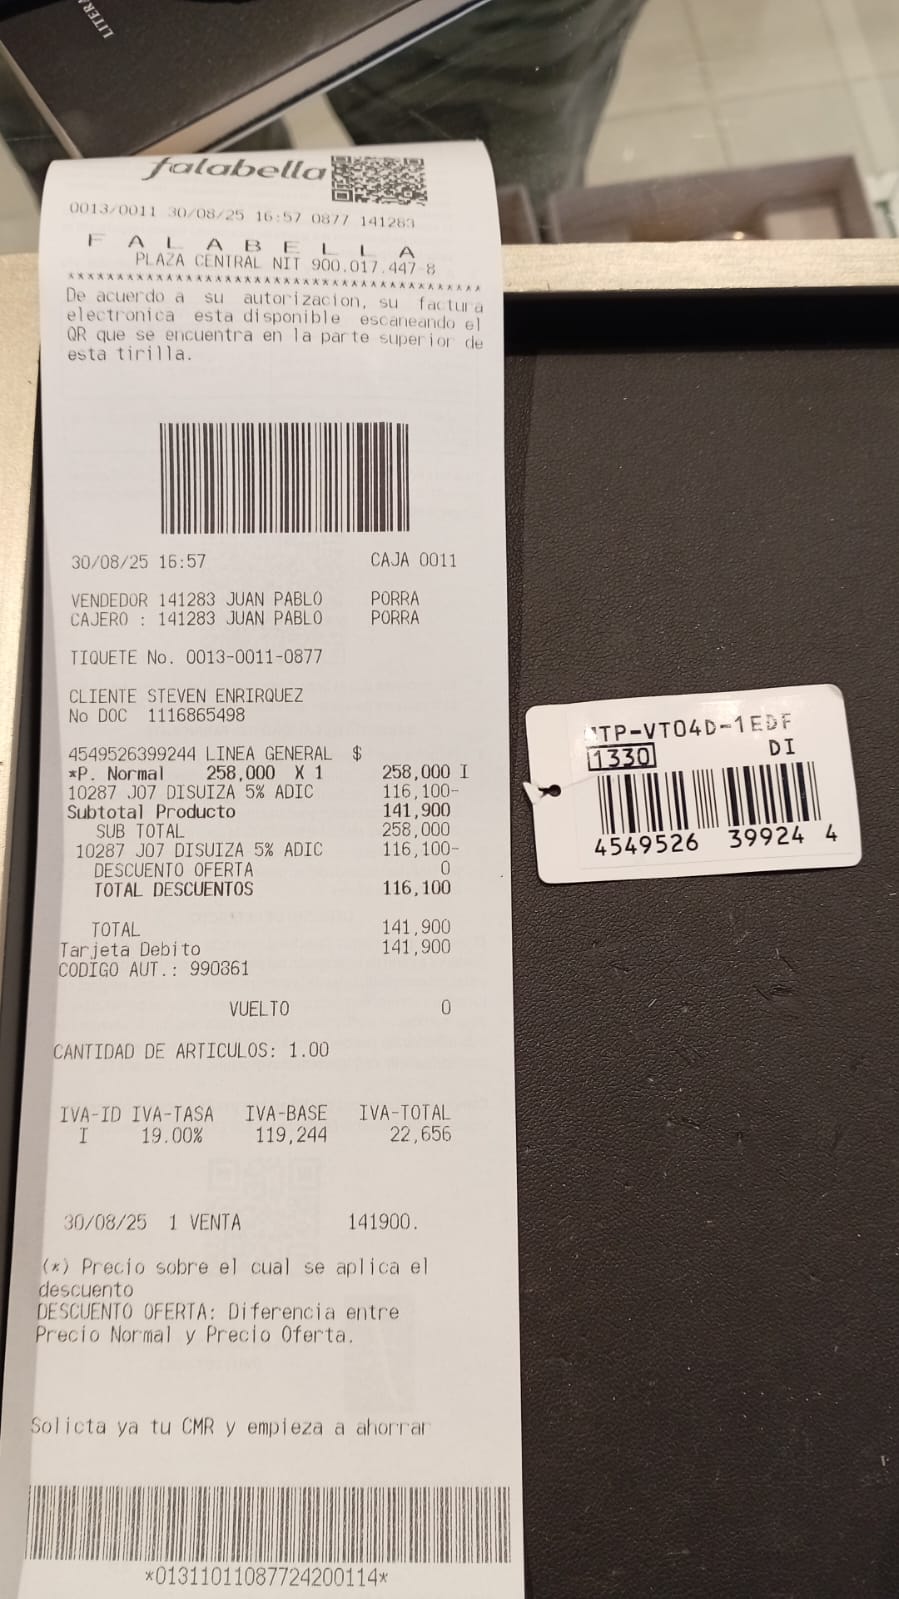 LITERA
falabella
0013/0011 30/08/25 16:57 0877 141283
F A L A B E L L A
PLAZA CENTRAL NIT 900.017.447-8
****************************************
De acuerdo a su autorizacion, su factura
electronica esta disponible escaneando el
QR que se encuentra en la parte superior de
esta tirilla.
30/08/25 16:57 CAJA 0011
VENDEDOR 141283 JUAN PABLO PORRA
CAJERO : 141283 JUAN PABLO PORRA
TIQUETE No. 0013-0011-0877
CLIENTE STEVEN ENRIRQUEZ
No DOC 1116865498
4549526399244 LINEA GENERAL $
*P. Normal 258,000 X 1 258,000 I
10287 J07 DISUIZA 5% ADIC 116,100-
Subtotal Producto 141,900
SUB TOTAL 258,000
10287 J07 DISUIZA 5% ADIC 116,100-
DESCUENTO OFERTA 0
TOTAL DESCUENTOS 116,100
TOTAL 141,900
Tarjeta Debito 141,900
CODIGO AUT.: 990361
VUELTO 0
CANTIDAD DE ARTICULOS: 1.00
IVA-ID IVA-TASA IVA-BASE IVA-TOTAL
I 19.00% 119,244 22,656
30/08/25 1 VENTA 141900.
(*) Precio sobre el cual se aplica el
descuento
DESCUENTO OFERTA: Diferencia entre
Precio Normal y Precio Oferta.
Solicta ya tu CMR y empieza a ahorrar
*01311011087724200114*
TP-VT04D-1EDF
1330 DI
4549526 39924 4